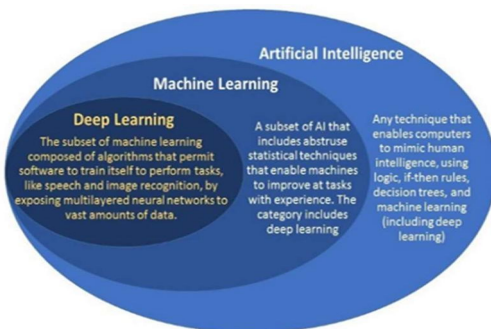 Artificial Intelligence
Machine Learning
Deep Learning
The subset of machine learning
composed of algorithms that permit
software to train itself to perform tasks,
like speech and image recognition, by
exposing multilayered neural networks to
vast amounts of data.
A subset of AI that
includes abstruse
statistical techniques
that enable machines
to improve at tasks
with experience. The
category includes
deep learning
Any technique that
enables computers
to mimic human
intelligence, using
logic, if-then rules,
decision trees, and
machine learning
(including deep
learning)